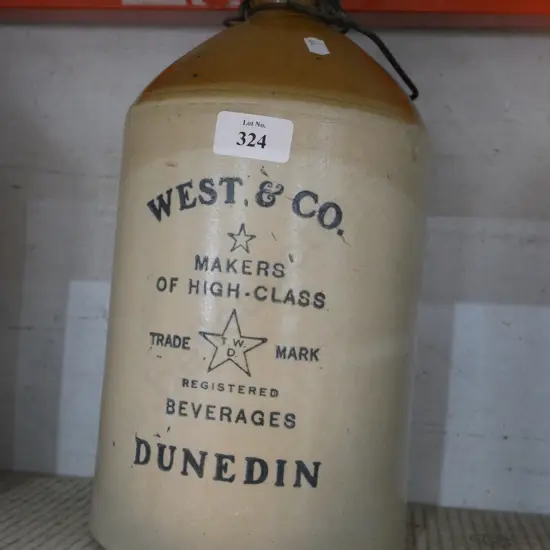 Lot No.
324
WEST. & CO.
MAKERS
OF HIGH-CLASS
TRADE T.W. D. MARK
REGISTERED
BEVERAGES
DUNEDIN